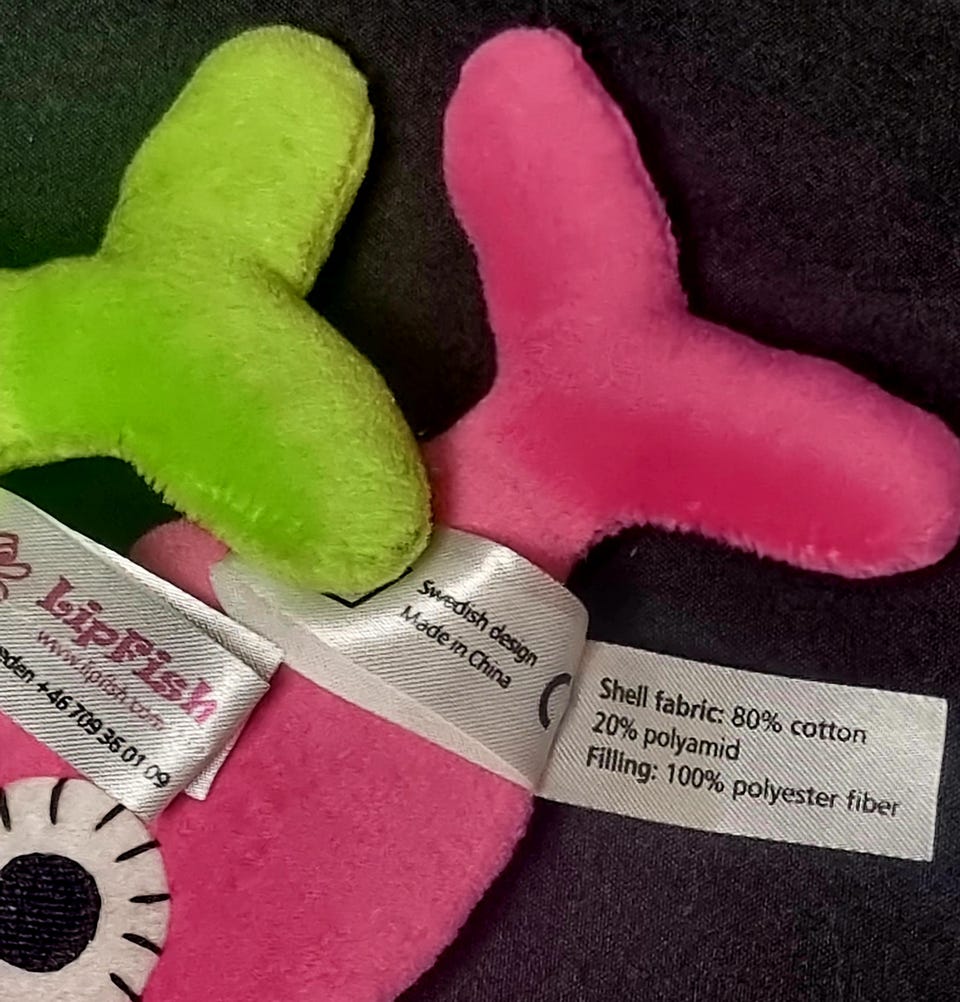 LipFish
www.lipfish.com
eden +46 709 36 01 09
Swedish design
Made in China
Shell fabric: 80% cotton
20% polyamid
Filling: 100% polyester fiber